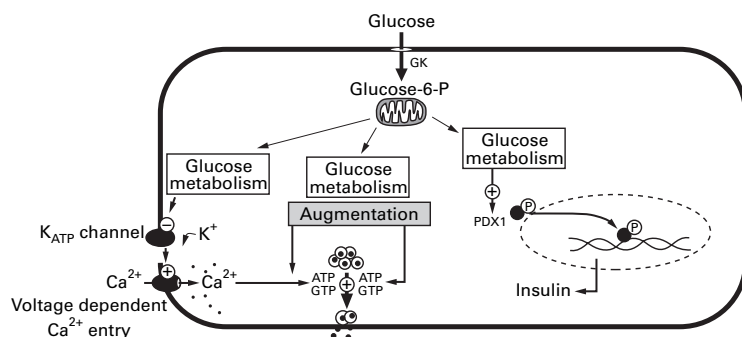 Glucose
GK
Glucose-6-P
Glucose
metabolism
Glucose
metabolism
Glucose
metabolism
Augmentation
−
K_ATP channel
K⁺
+
PDX1
P
P
+
Ca²⁺
Ca²⁺
ATP
GTP
+
ATP
GTP
Insulin
Voltage dependent
Ca²⁺ entry